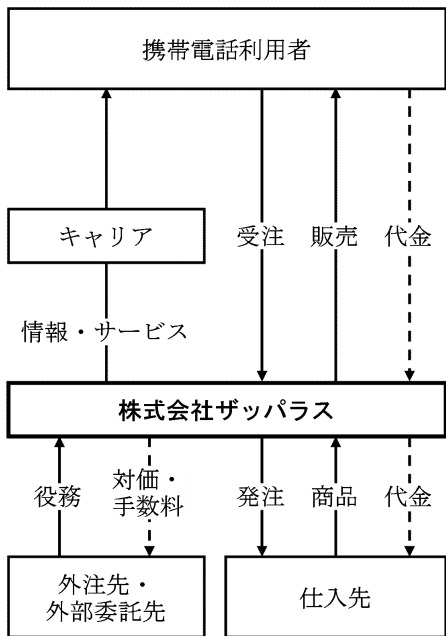 携帯電話利用者
キャリア
受注
販売
代金
情報・サービス
株式会社ザッパラス
役務
対価・
手数料
発注
商品
代金
外注先・
外部委託先
仕入先